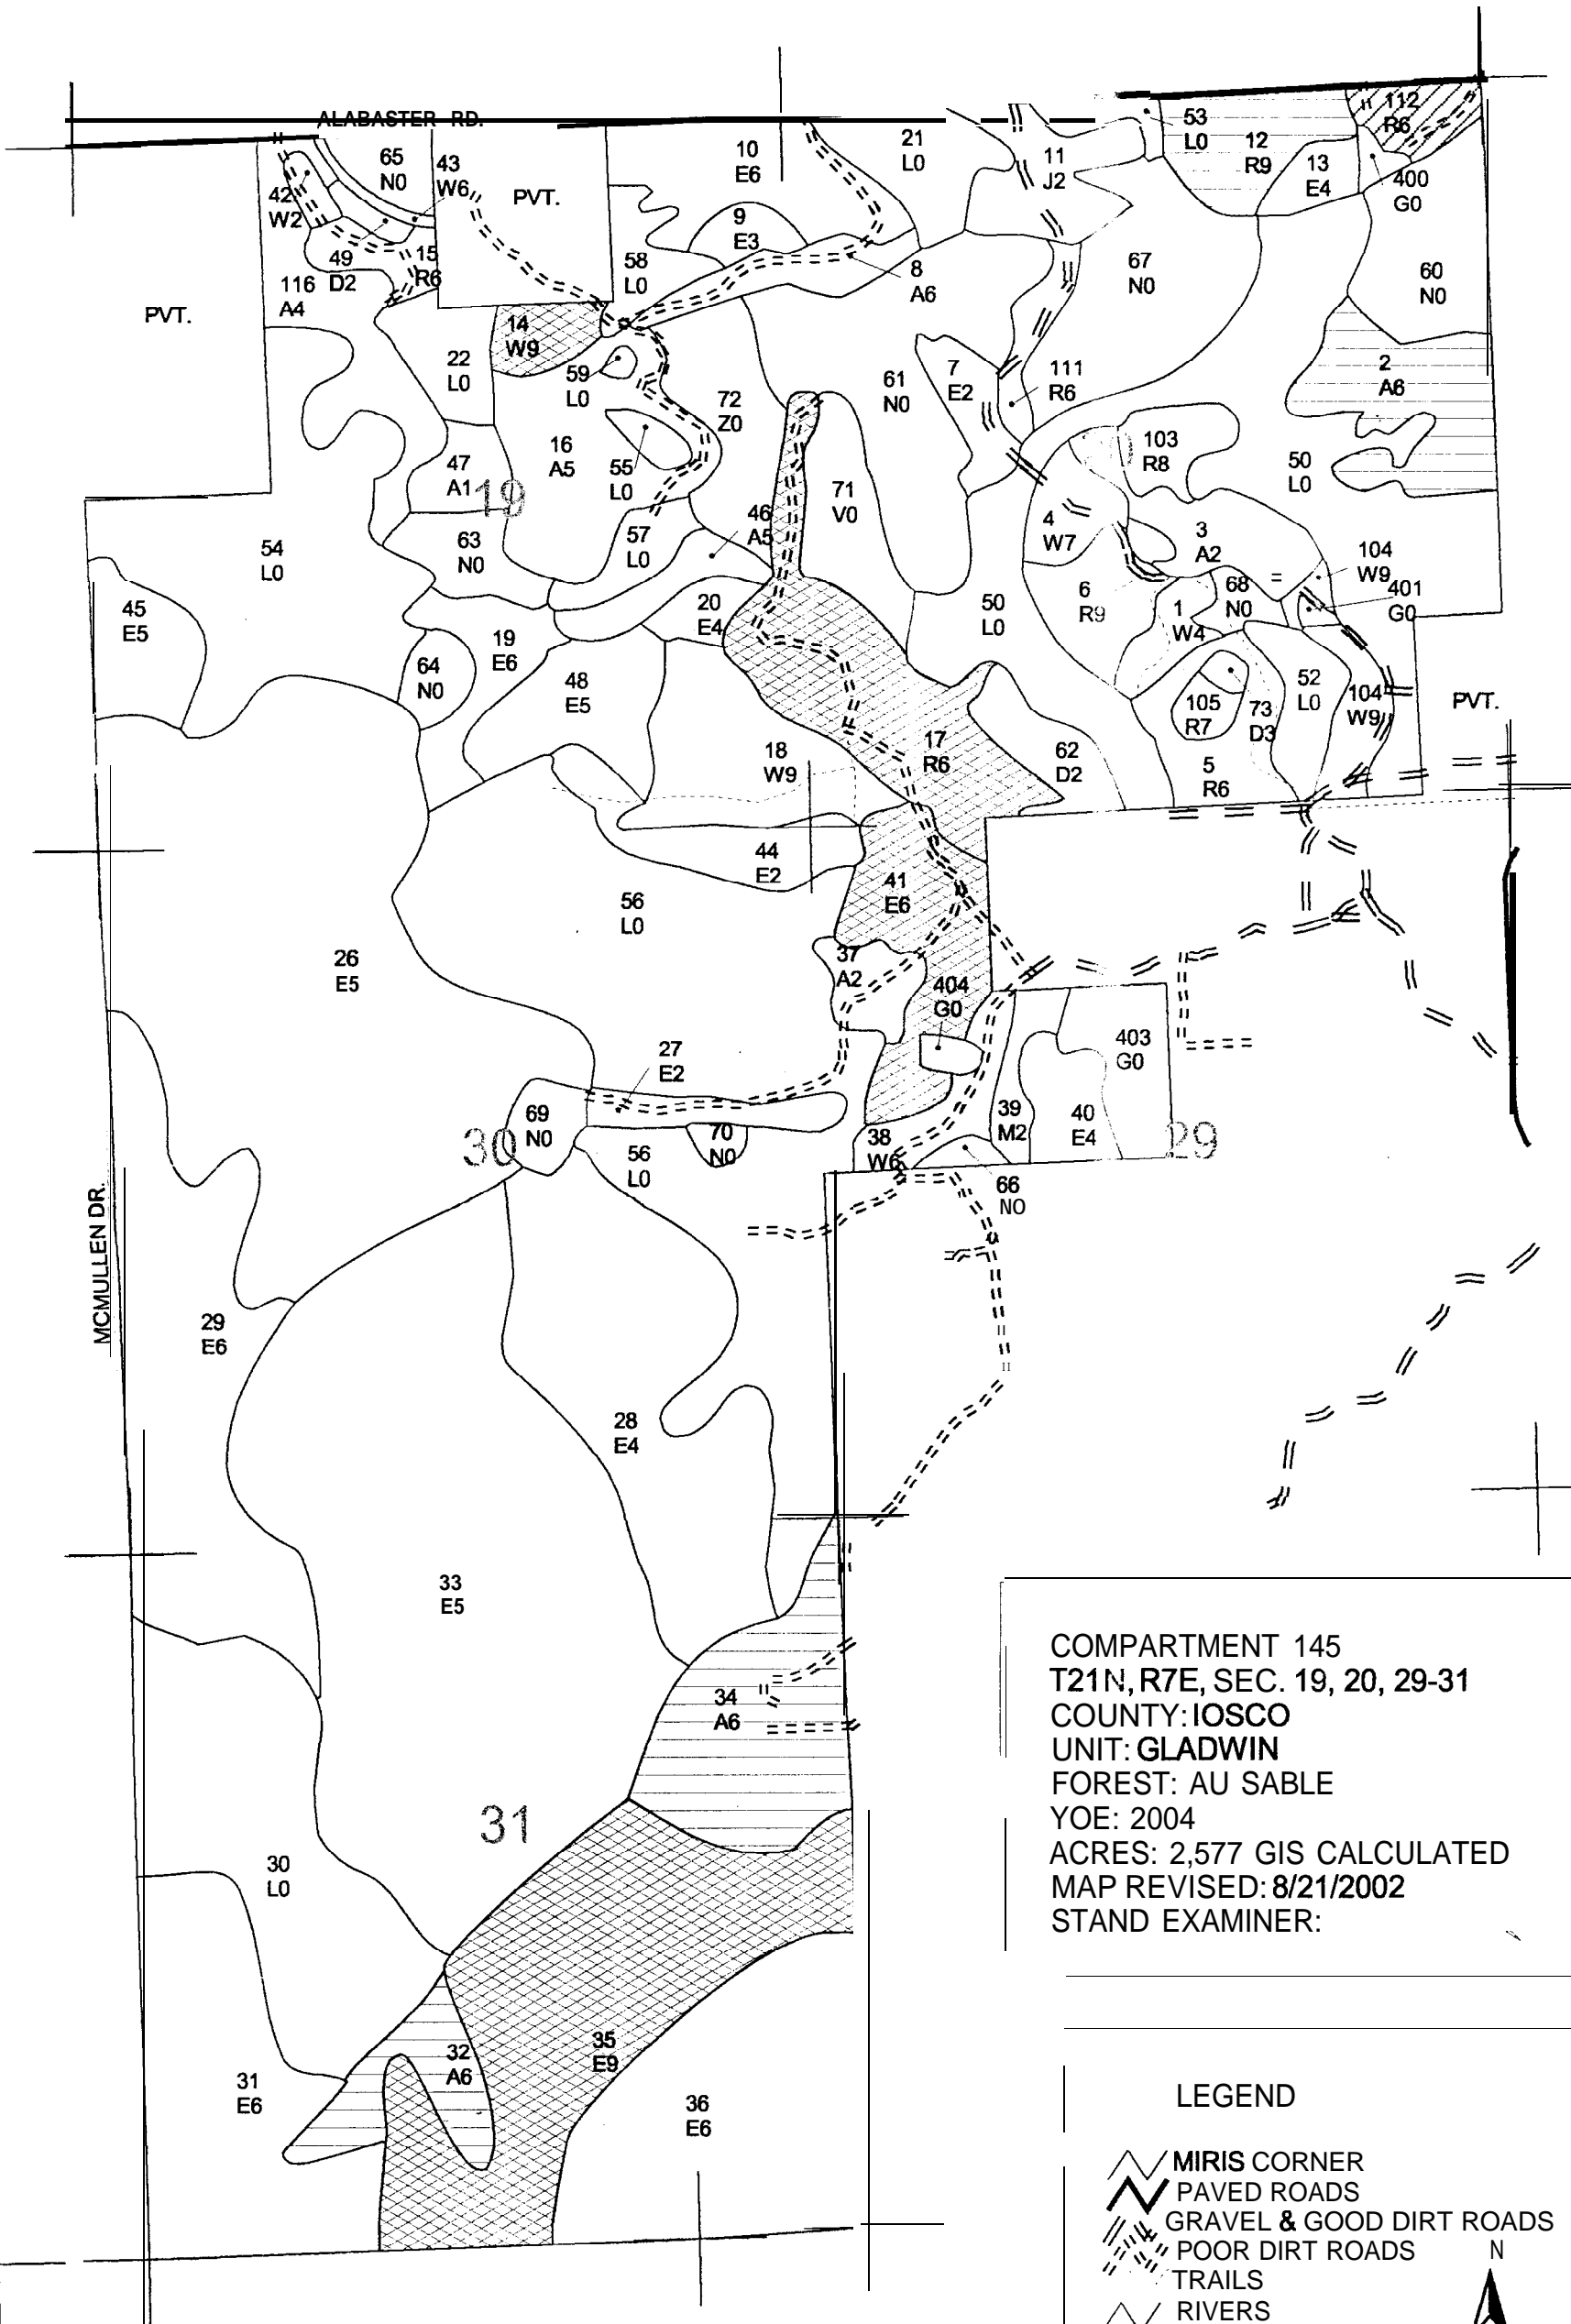 ALABASTER RD.
112
R6
53
L0
12
R9
13
E4
400
G0
65
N0
43
W6
42
W2
PVT.
10
E6
21
L0
11
J2
9
E3
8
A6
67
N0
60
N0
49
D2
15
R6
116
A4
58
L0
PVT.
14
W9
22
L0
59
L0
72
Z0
61
N0
7
E2
111
R6
2
A6
16
A5
55
L0
47
A1
19
71
V0
103
R8
50
L0
46
A5
57
L0
4
W7
3
A2
104
W9
401
G0
54
L0
63
N0
45
E5
20
E4
50
L0
6
R9
1
W4
68
N0
19
E6
64
N0
48
E5
52
L0
104
W9
PVT.
105
R7
73
D3
18
W9
17
R6
62
D2
5
R6
44
E2
41
E6
56
L0
26
E5
37
A2
404
G0
403
G0
27
E2
69
N0
30
70
N0
56
L0
38
W6
39
M2
40
E4
29
66
NO
MCMULLEN DR.
29
E6
28
E4
33
E5
34
A6
31
30
L0
32
A6
35
E9
31
E6
36
E6
COMPARTMENT 145
T21N, R7E, SEC. 19, 20, 29-31
COUNTY: IOSCO
UNIT: GLADWIN
FOREST: AU SABLE
YOE: 2004
ACRES: 2,577 GIS CALCULATED
MAP REVISED: 8/21/2002
STAND EXAMINER:
LEGEND
MIRIS CORNER
PAVED ROADS
GRAVEL & GOOD DIRT ROADS
POOR DIRT ROADS
N
TRAILS
RIVERS